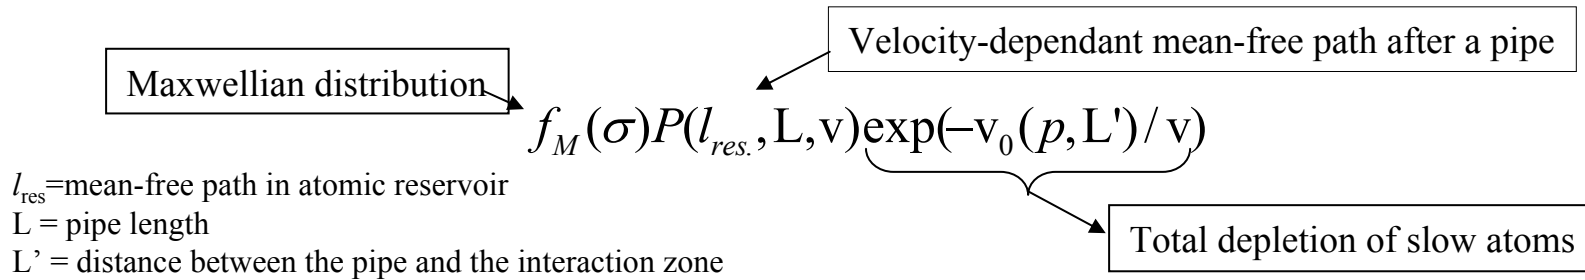 Velocity-dependant mean-free path after a pipe
Maxwellian distribution
f_M(σ)P(l_res.,L,v)exp(−v_0(p,L')/v)
l_res=mean-free path in atomic reservoir
L = pipe length
L’ = distance between the pipe and the interaction zone
Total depletion of slow atoms